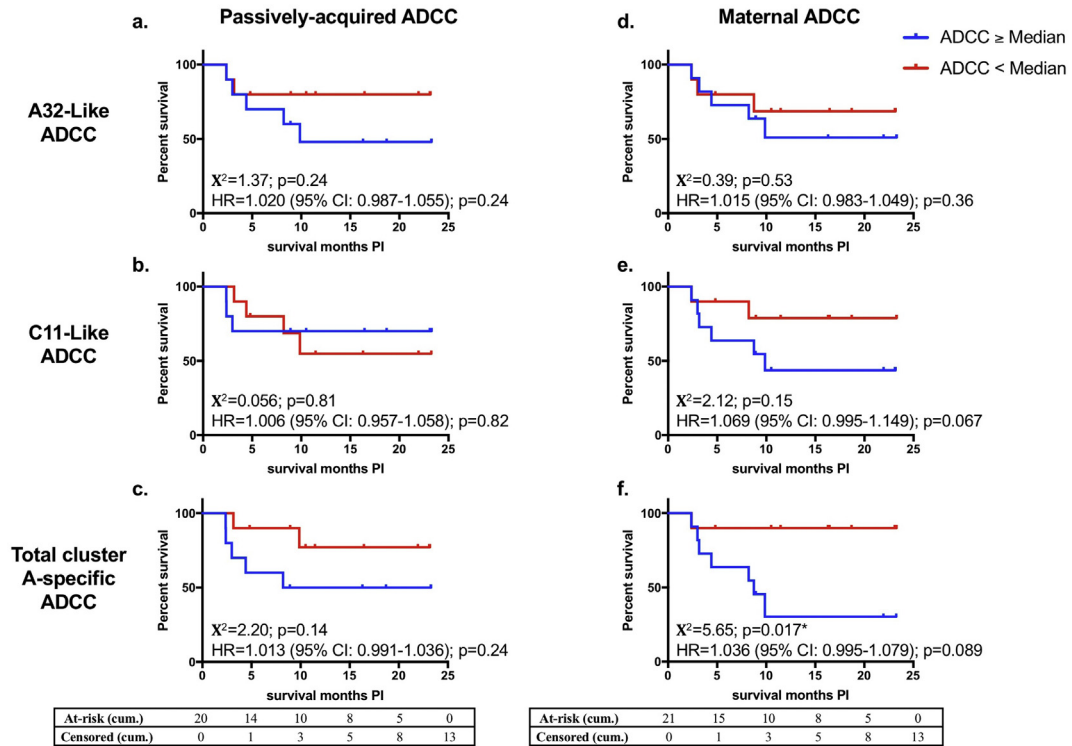 Passively-acquired ADCC
Maternal ADCC
ADCC ≥ Median
ADCC < Median
A32-Like
ADCC
a.
Percent survival
100
50
0
X²=1.37; p=0.24
HR=1.020 (95% CI: 0.987-1.055); p=0.24
0 5 10 15 20 25
survival months PI
d.
Percent survival
100
50
0
X²=0.39; p=0.53
HR=1.015 (95% CI: 0.983-1.049); p=0.36
0 5 10 15 20 25
survival months PI
C11-Like
ADCC
b.
Percent survival
100
50
0
X²=0.056; p=0.81
HR=1.006 (95% CI: 0.957-1.058); p=0.82
0 5 10 15 20 25
survival months PI
e.
Percent survival
100
50
0
X²=2.12; p=0.15
HR=1.069 (95% CI: 0.995-1.149); p=0.067
0 5 10 15 20 25
survival months PI
Total cluster
A-specific
ADCC
c.
Percent survival
100
50
0
X²=2.20; p=0.14
HR=1.013 (95% CI: 0.991-1.036); p=0.24
0 5 10 15 20 25
survival months PI
f.
Percent survival
100
50
0
X²=5.65; p=0.017*
HR=1.036 (95% CI: 0.995-1.079); p=0.089
0 5 10 15 20 25
survival months PI
At-risk (cum.) 20 14 10 8 5 0
Censored (cum.) 0 1 3 5 8 13
At-risk (cum.) 21 15 10 8 5 0
Censored (cum.) 0 1 3 5 8 13